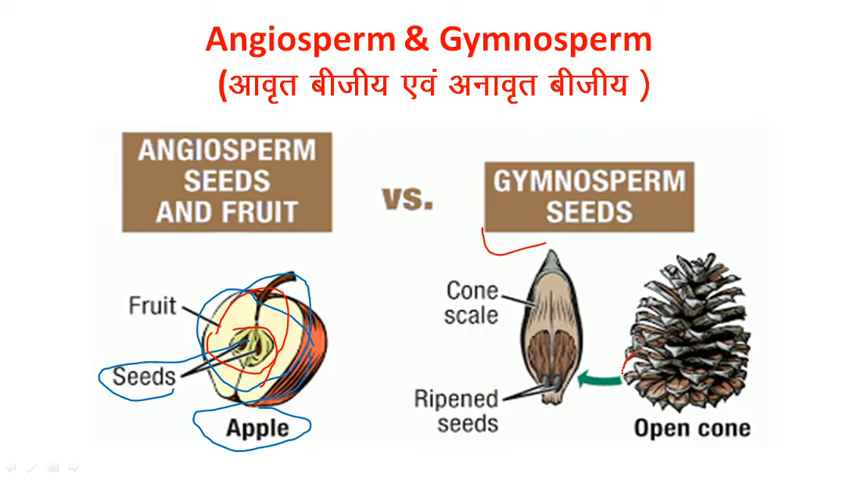 Angiosperm & Gymnosperm
(आवृत बीजीय एवं अनावृत बीजीय )
ANGIOSPERM
SEEDS
AND FRUIT
vs.
GYMNOSPERM
SEEDS
Fruit
Seeds
Apple
Cone
scale
Ripened
seeds
Open cone